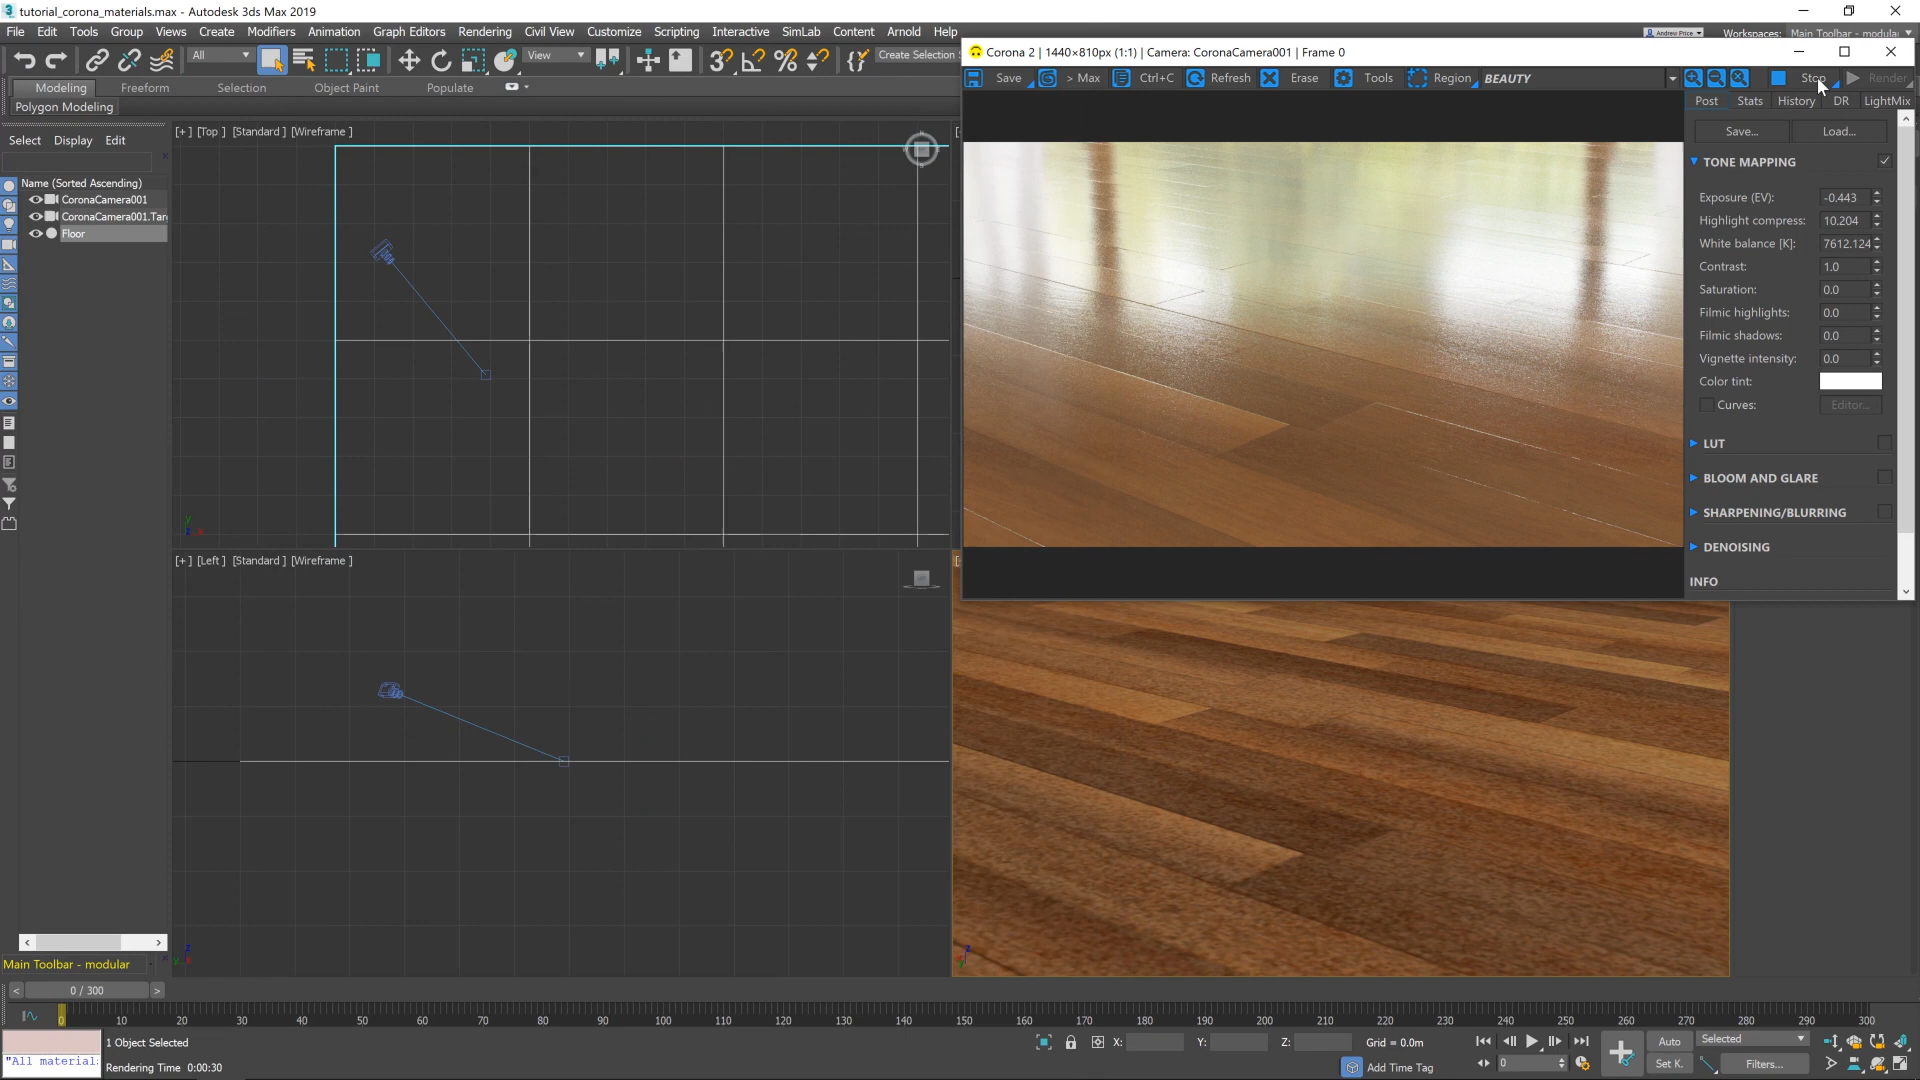 tutorial_corona_materials.max - Autodesk 3ds Max 2019
File Edit Tools Group Views Create Modifiers Animation Graph Editors Rendering Civil View Customize Scripting Interactive SimLab Content Arnold Help
Andrew Price Workspaces: Main Toolbar - modular
All View Create Selection
Modeling Freeform Selection Object Paint Populate
Polygon Modeling
Select Display Edit
Name (Sorted Ascending)
CoronaCamera001
CoronaCamera001.Tar
Floor
[+] [Top] [Standard] [Wireframe]
[+] [Left] [Standard] [Wireframe]
Corona 2 | 1440×810px (1:1) | Camera: CoronaCamera001 | Frame 0
Save > Max Ctrl+C Refresh Erase Tools Region BEAUTY Stop Render
Post Stats History DR LightMix
Save... Load...
TONE MAPPING
Exposure (EV): -0.443
Highlight compress: 10.204
White balance [K]: 7612.124
Contrast: 1.0
Saturation: 0.0
Filmic highlights: 0.0
Filmic shadows: 0.0
Vignette intensity: 0.0
Color tint:
Curves: Editor...
LUT
BLOOM AND GLARE
SHARPENING/BLURRING
DENOISING
INFO
Main Toolbar - modular
< 0 / 300 >
0 10 20 30 40 50 60 70 80 90 100 110 120 130 140 150 160 170 180 190 200 210 220 230 240 250 260 270 280 290 300
"All material:
1 Object Selected
Rendering Time 0:00:30
X: Y: Z: Grid = 0.0m
Add Time Tag
0
Auto Selected
Set K. Filters...